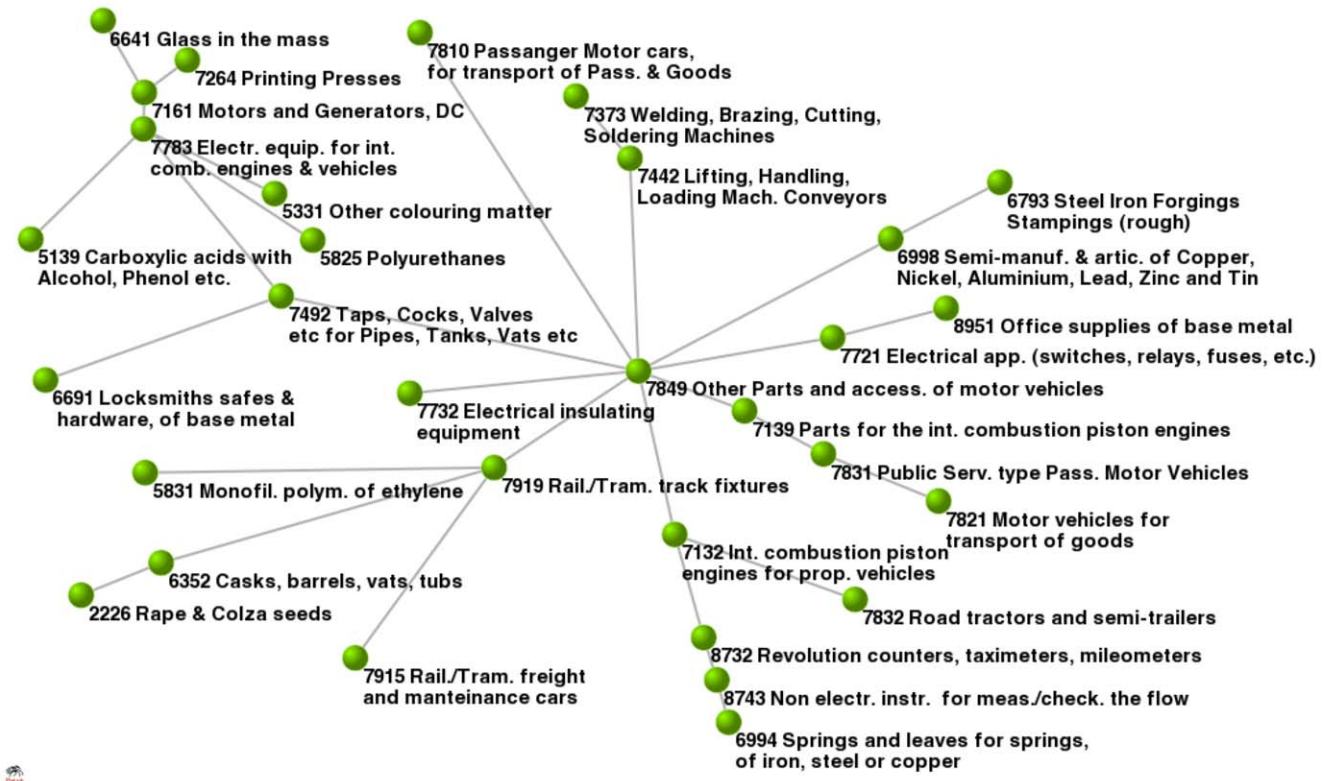 6641 Glass in the mass
7264 Printing Presses
7161 Motors and Generators, DC
7783 Electr. equip. for int.
comb. engines & vehicles
5331 Other colouring matter
5825 Polyurethanes
5139 Carboxylic acids with
Alcohol, Phenol etc.
7492 Taps, Cocks, Valves
etc for Pipes, Tanks, Vats etc
6691 Locksmiths safes &
hardware, of base metal
7810 Passanger Motor cars,
for transport of Pass. & Goods
7373 Welding, Brazing, Cutting,
Soldering Machines
7442 Lifting, Handling,
Loading Mach. Conveyors
6793 Steel Iron Forgings
Stampings (rough)
6998 Semi-manuf. & artic. of Copper,
Nickel, Aluminium, Lead, Zinc and Tin
8951 Office supplies of base metal
7721 Electrical app. (switches, relays, fuses, etc.)
7849 Other Parts and access. of motor vehicles
7732 Electrical insulating
equipment
7139 Parts for the int. combustion piston engines
7831 Public Serv. type Pass. Motor Vehicles
7821 Motor vehicles for
transport of goods
5831 Monofil. polym. of ethylene
7919 Rail./Tram. track fixtures
6352 Casks, barrels, vats, tubs
2226 Rape & Colza seeds
7915 Rail./Tram. freight
and manteinance cars
7132 Int. combustion piston
engines for prop. vehicles
7832 Road tractors and semi-trailers
8732 Revolution counters, taximeters, mileometers
8743 Non electr. instr. for meas./check. the flow
6994 Springs and leaves for springs,
of iron, steel or copper